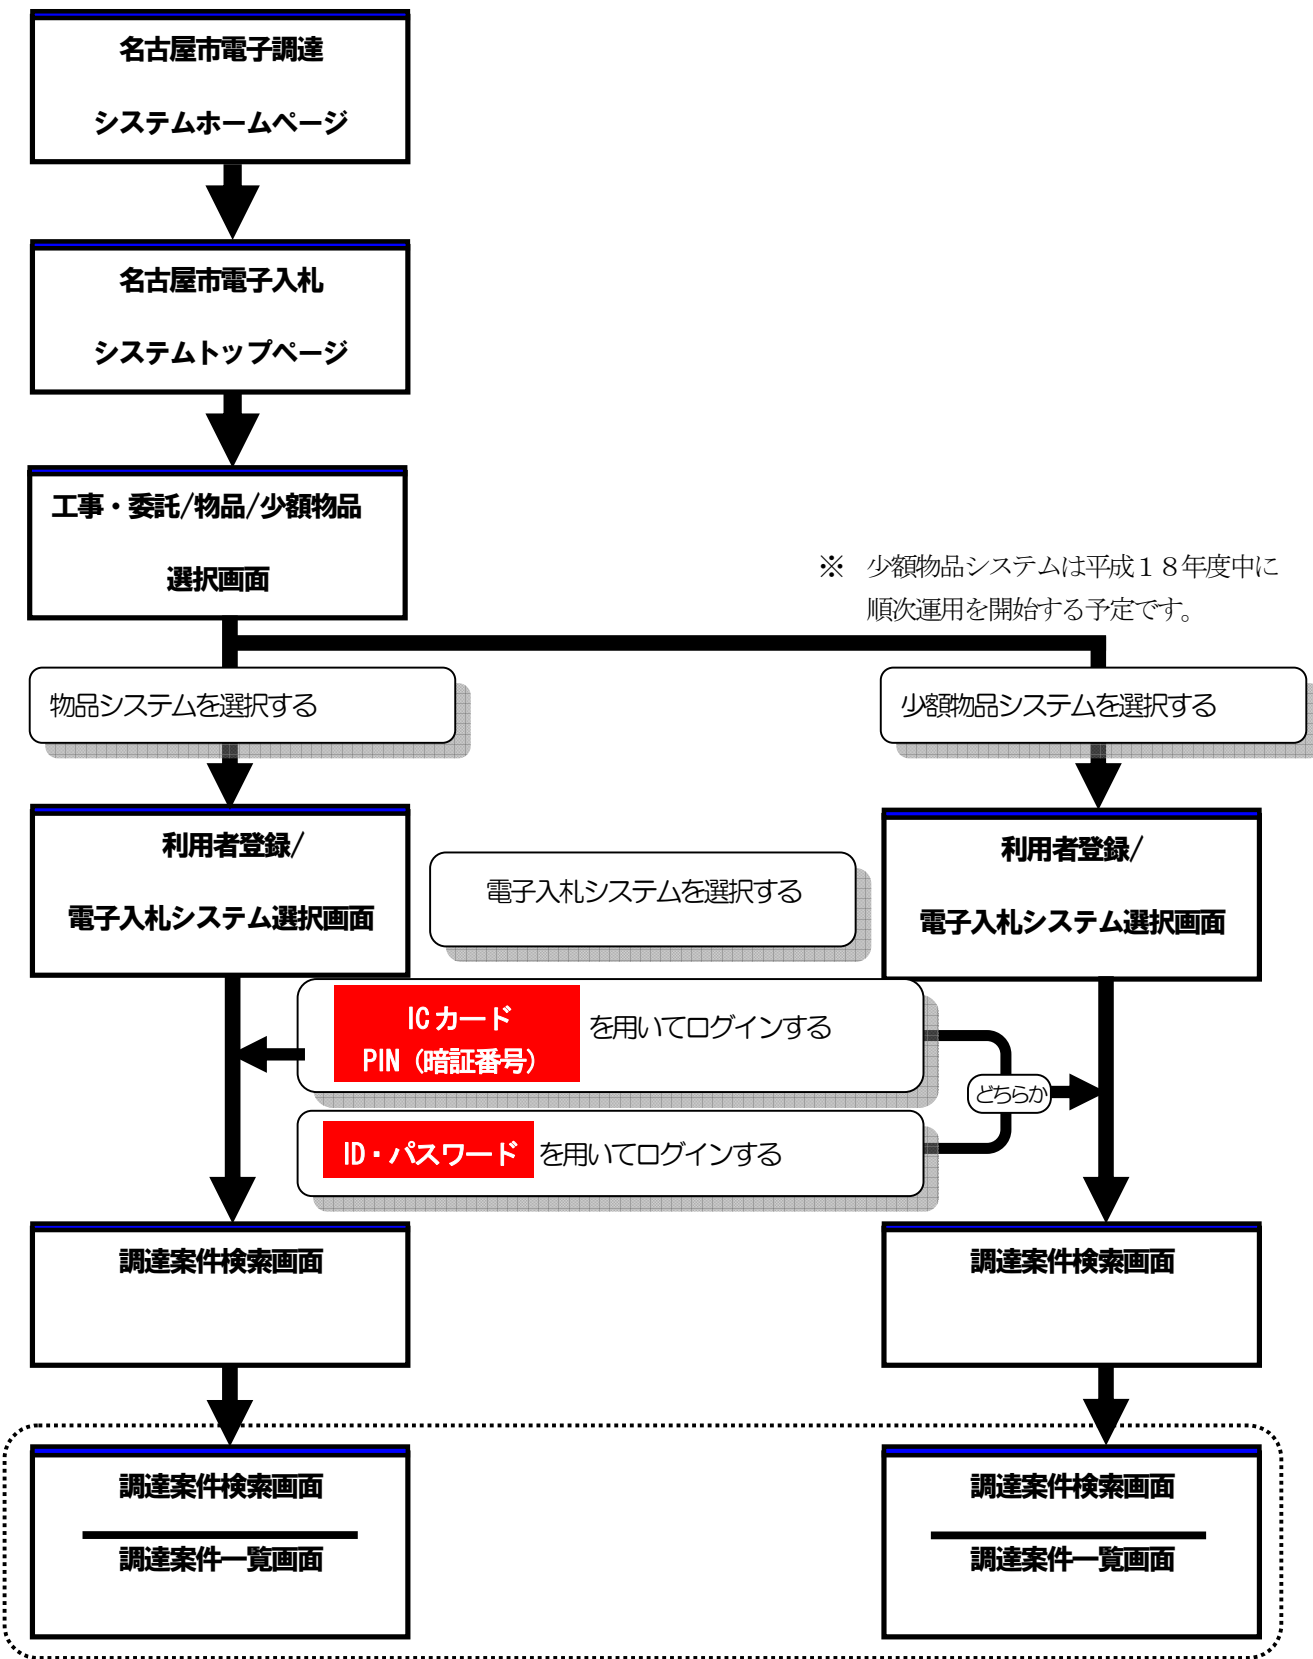 名古屋市電子調達
システムホームページ
名古屋市電子入札
システムトップページ
工事・委託/物品/少額物品
選択画面
※　少額物品システムは平成１８年度中に
順次運用を開始する予定です。
物品システムを選択する
少額物品システムを選択する
利用者登録/
電子入札システム選択画面
電子入札システムを選択する
利用者登録/
電子入札システム選択画面
ICカード
PIN（暗証番号）
を用いてログインする
どちらか
ID・パスワード を用いてログインする
調達案件検索画面
調達案件検索画面
調達案件検索画面
調達案件一覧画面
調達案件検索画面
調達案件一覧画面